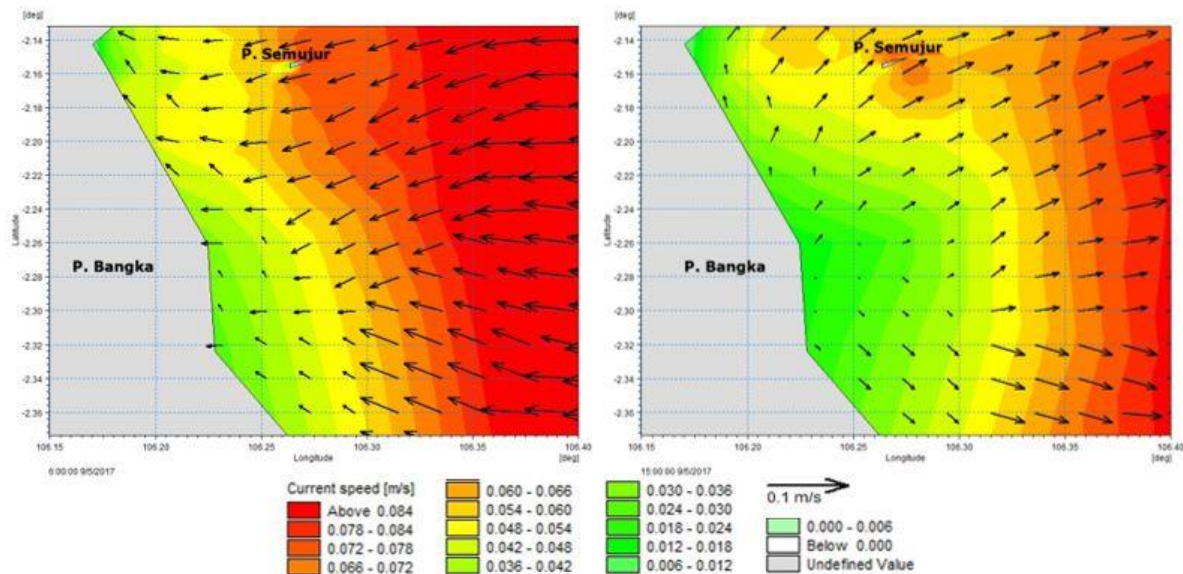 [deg]
-2.14
-2.16
-2.18
-2.20
-2.22
-2.24
-2.26
-2.28
-2.30
-2.32
-2.34
-2.36
Latitude
P. Semujur
P. Bangka
106.15 106.20 106.25 106.30 106.35 106.40
Longitude [deg]
6:00:00 9/5/2017
[deg]
-2.14
-2.16
-2.18
-2.20
-2.22
-2.24
-2.26
-2.28
-2.30
-2.32
-2.34
-2.36
Latitude
P. Semujur
P. Bangka
106.15 106.20 106.25 106.30 106.35 106.40
Longitude [deg]
15:00:00 9/5/2017
Current speed [m/s]
Above 0.084
0.078 - 0.084
0.072 - 0.078
0.066 - 0.072
0.060 - 0.066
0.054 - 0.060
0.048 - 0.054
0.042 - 0.048
0.036 - 0.042
0.030 - 0.036
0.024 - 0.030
0.018 - 0.024
0.012 - 0.018
0.006 - 0.012
0.1 m/s
0.000 - 0.006
Below 0.000
Undefined Value